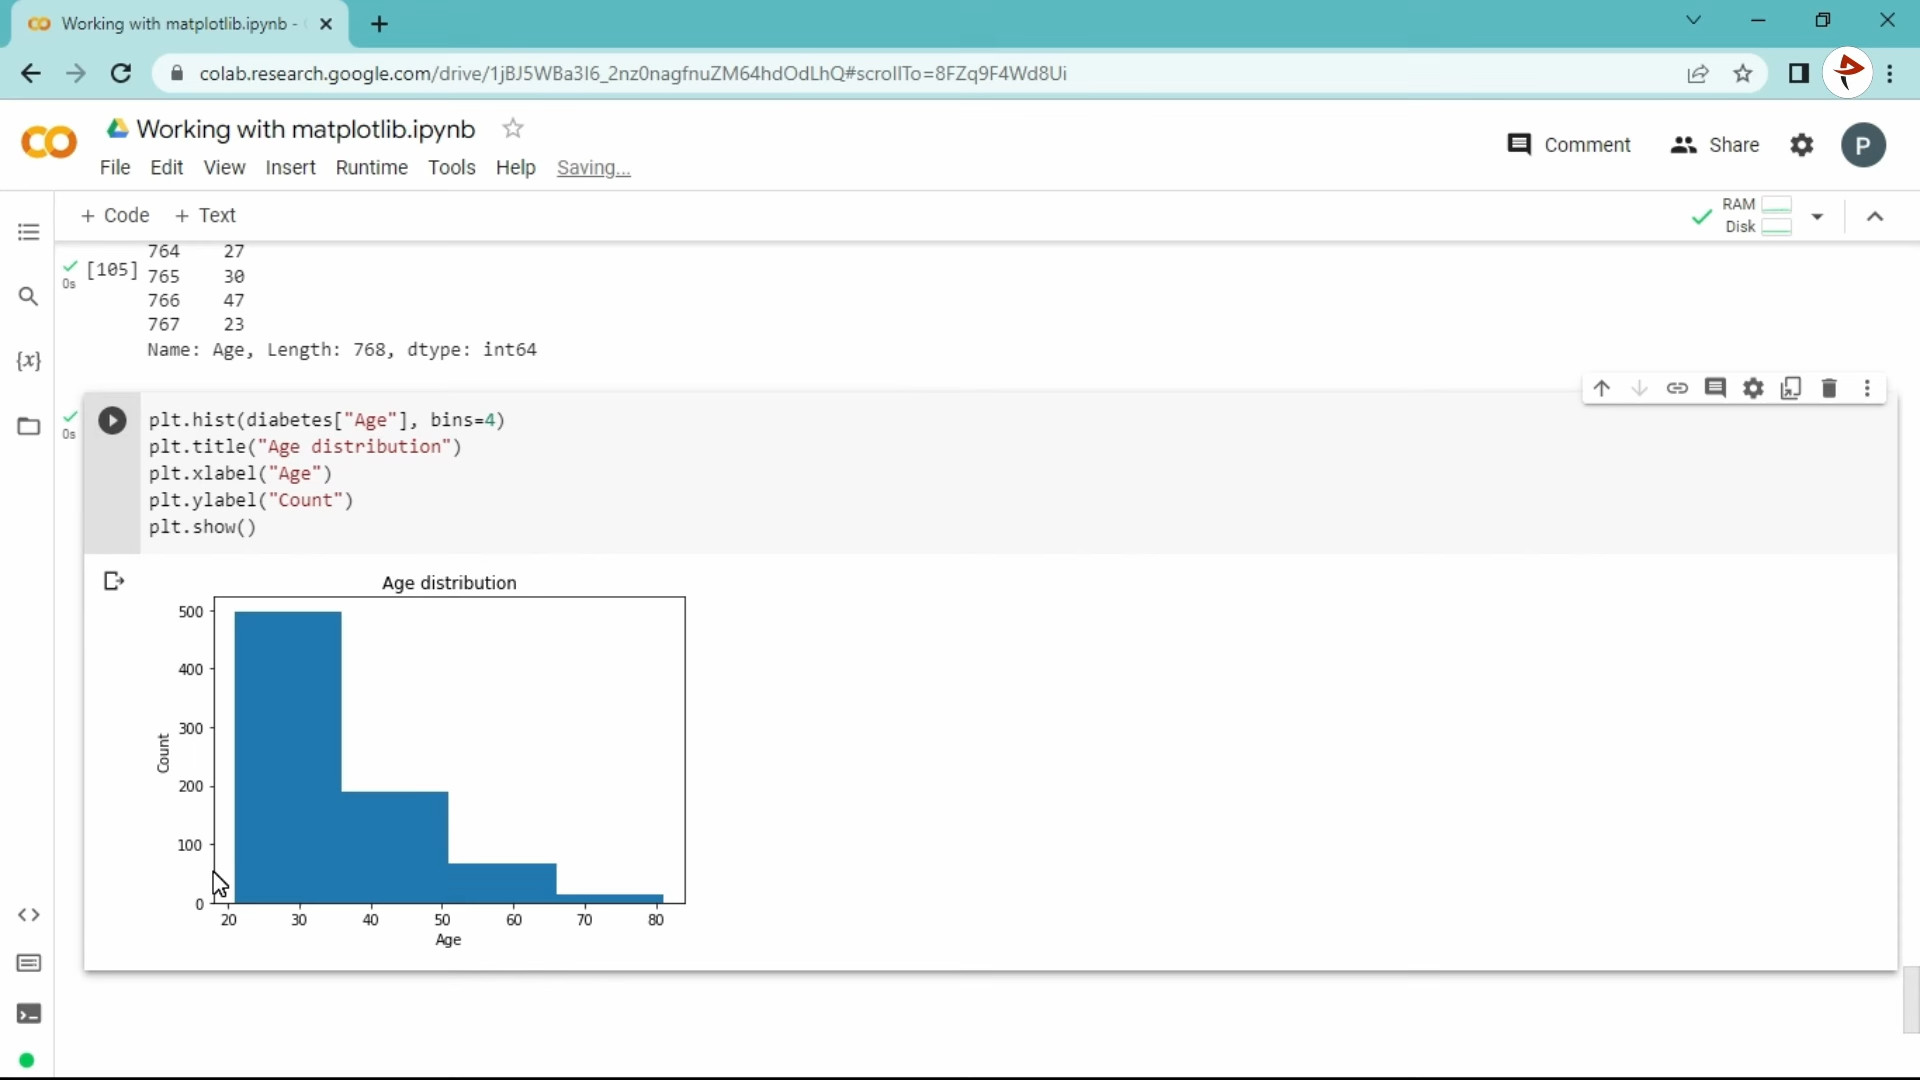 Working with matplotlib.ipynb -
colab.research.google.com/drive/1jBJ5WBa3I6_2nz0nagfnuZM64hdOdLhQ#scrollTo=8FZq9F4Wd8Ui
Working with matplotlib.ipynb
File Edit View Insert Runtime Tools Help Saving...
Comment Share P
+ Code + Text
RAM
Disk
764 27
[105] 765 30
0s
766 47
767 23
Name: Age, Length: 768, dtype: int64
{x}
0s
plt.hist(diabetes["Age"], bins=4)
plt.title("Age distribution")
plt.xlabel("Age")
plt.ylabel("Count")
plt.show()
Age distribution
500
400
300
200
100
0
Count
20 30 40 50 60 70 80
Age